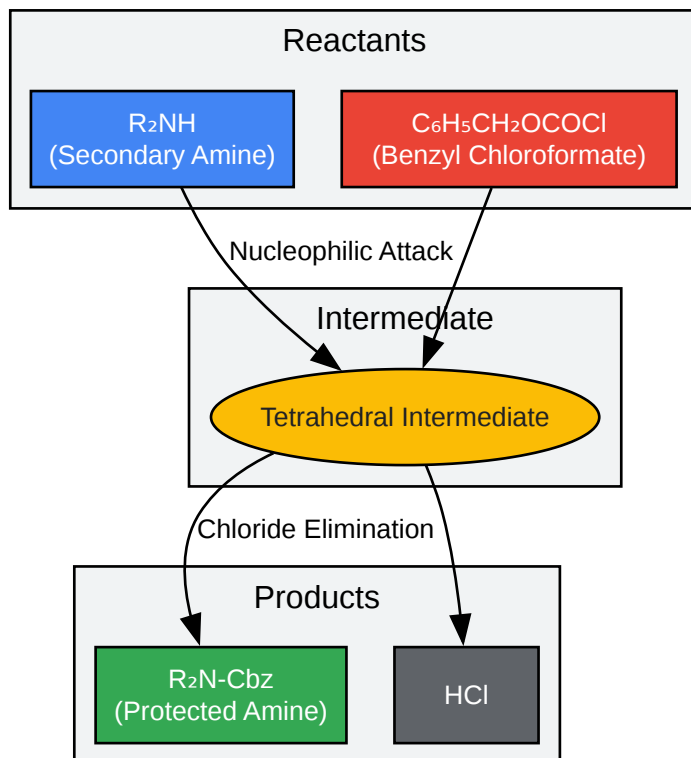 Reactants
R₂NH
(Secondary Amine)
C₆H₅CH₂OCOCl
(Benzyl Chloroformate)
Nucleophilic Attack
Intermediate
Tetrahedral Intermediate
Chloride Elimination
Products
R₂N-Cbz
(Protected Amine)
HCl